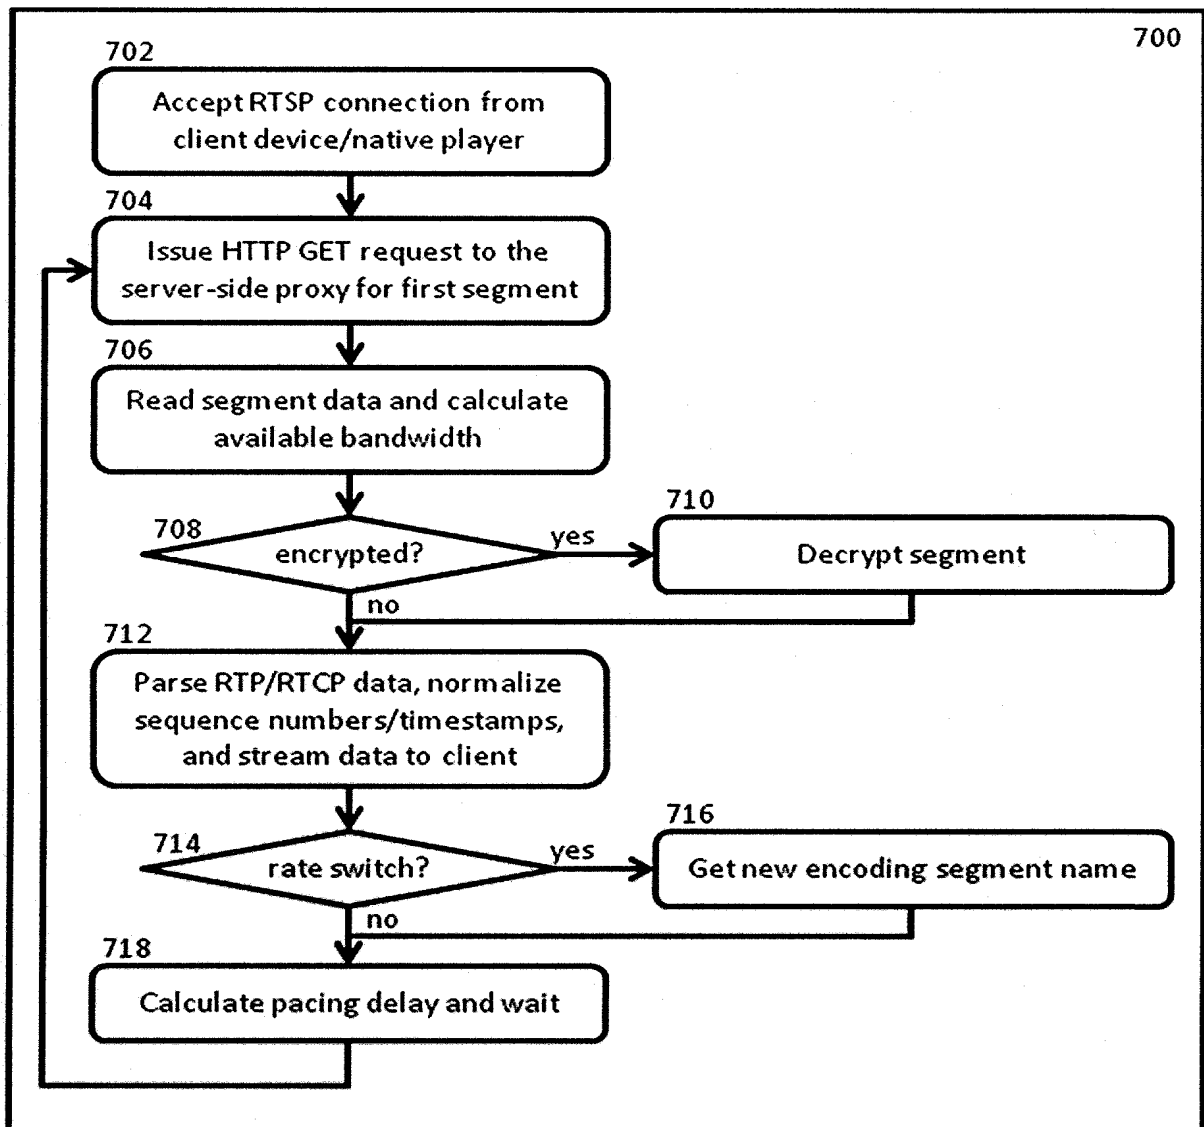 700
702
Accept RTSP connection from
client device/native player
704
Issue HTTP GET request to the
server-side proxy for first segment
706
Read segment data and calculate
available bandwidth
708
encrypted?
yes
710
Decrypt segment
no
712
Parse RTP/RTCP data, normalize
sequence numbers/timestamps,
and stream data to client
714
rate switch?
yes
716
Get new encoding segment name
no
718
Calculate pacing delay and wait